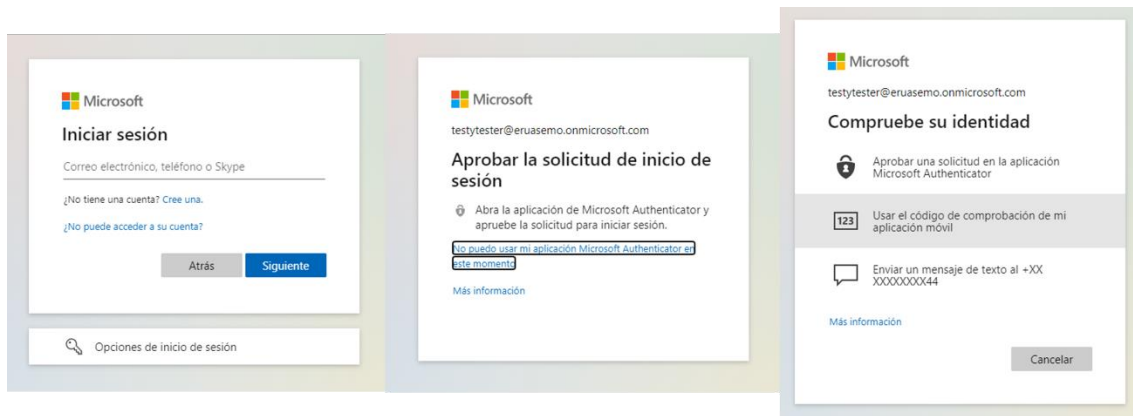 Microsoft
Iniciar sesión
Correo electrónico, teléfono o Skype
¿No tiene una cuenta? Cree una.
¿No puede acceder a su cuenta?
Atrás
Siguiente
Opciones de inicio de sesión
Microsoft
testytester@eruasemo.onmicrosoft.com
Aprobar la solicitud de inicio de
sesión
Abra la aplicación de Microsoft Authenticator y
apruebe la solicitud para iniciar sesión.
No puedo usar mi aplicación Microsoft Authenticator en
este momento
Más información
Microsoft
testytester@eruasemo.onmicrosoft.com
Compruebe su identidad
Aprobar una solicitud en la aplicación
Microsoft Authenticator
123
Usar el código de comprobación de mi
aplicación móvil
Enviar un mensaje de texto al +XX
XXXXXXXX44
Más información
Cancelar